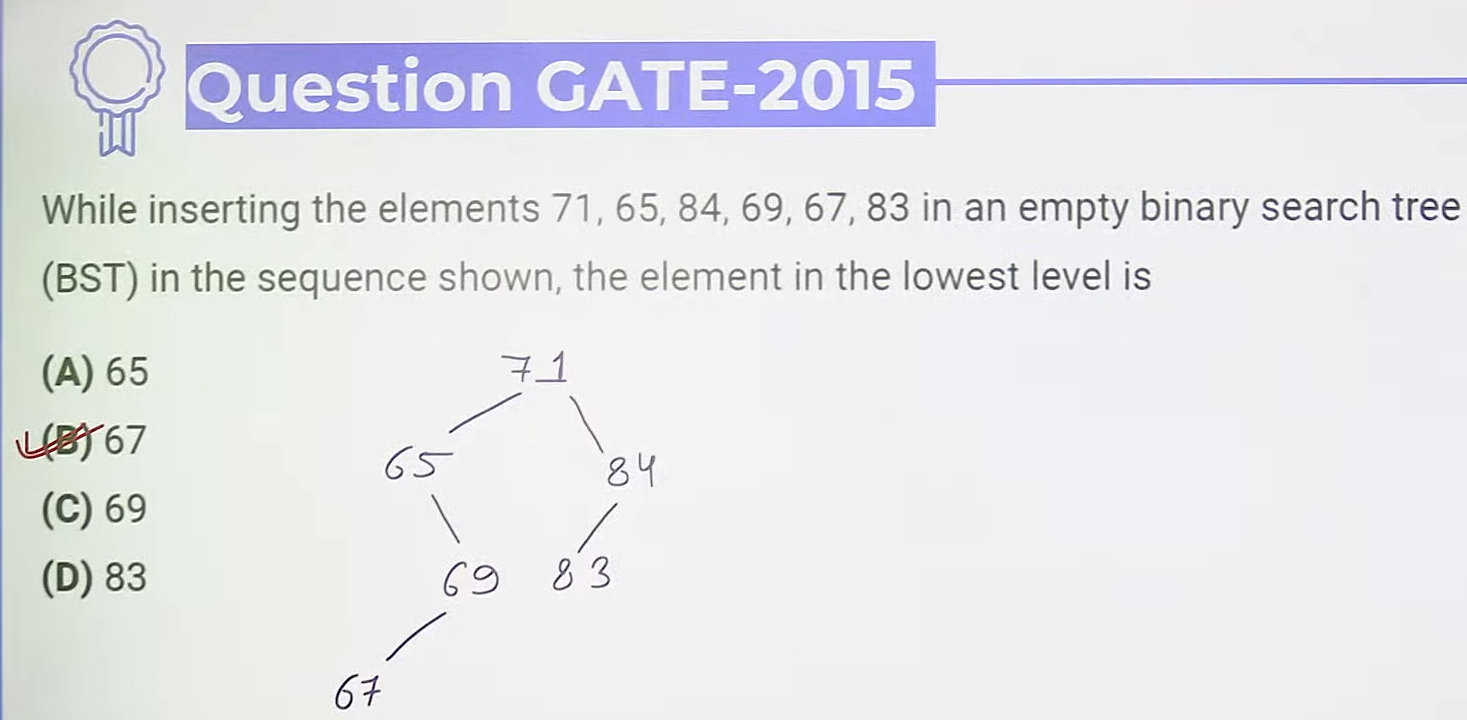 Question GATE-2015
While inserting the elements 71, 65, 84, 69, 67, 83 in an empty binary search tree
(BST) in the sequence shown, the element in the lowest level is
(A) 65
(B) 67
(C) 69
(D) 83
71
65 84
69 83
67